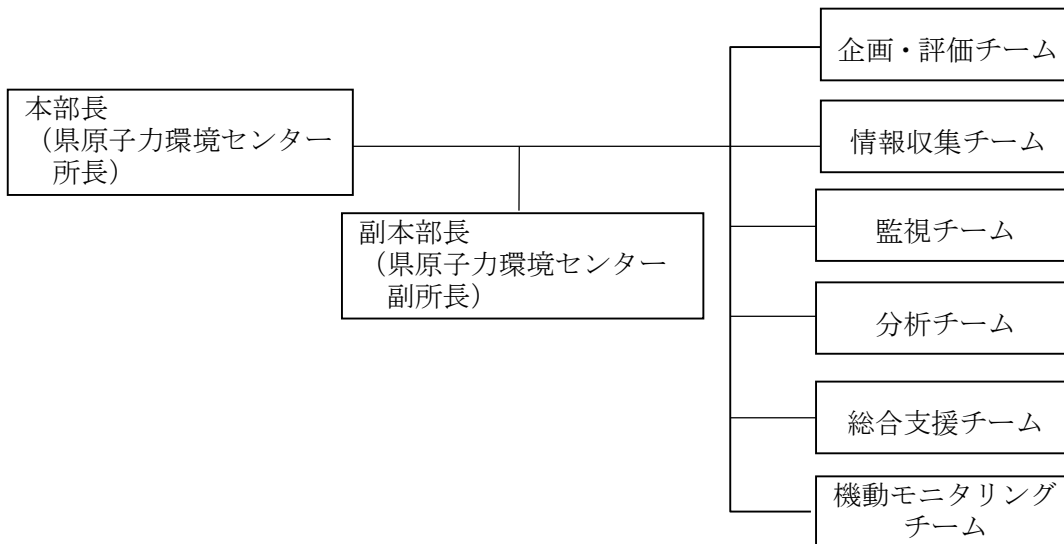 本部長
（県原子力環境センター
所長）
副本部長
（県原子力環境センター
副所長）
企画・評価チーム
情報収集チーム
監視チーム
分析チーム
総合支援チーム
機動モニタリング
チーム